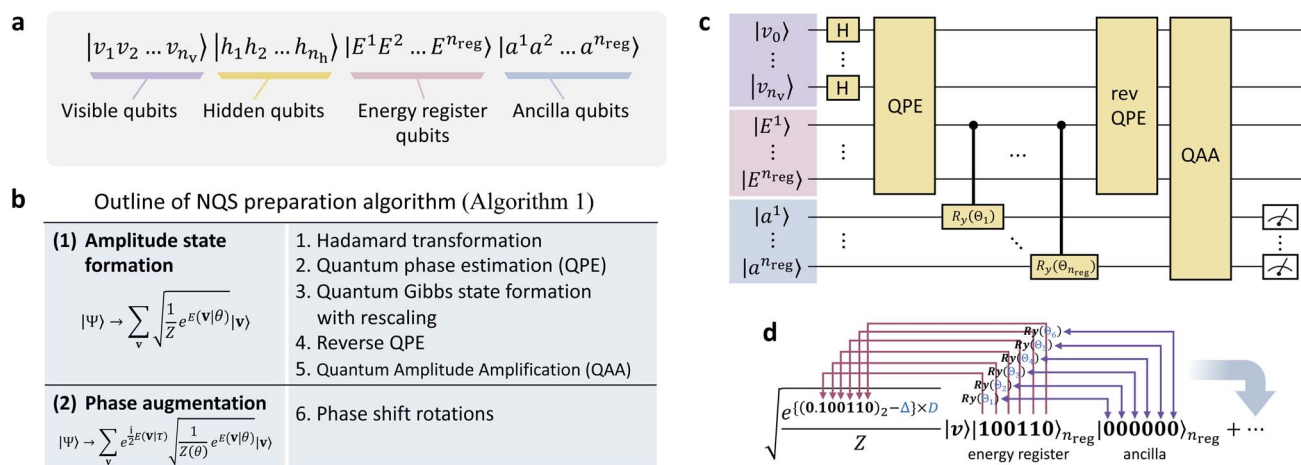 a
|v₁v₂ … v_{n_v}⟩ |h₁h₂ … h_{n_h}⟩ |E¹E² … E^{n_reg}⟩ |a¹a² … a^{n_reg}⟩
Visible qubits Hidden qubits Energy register qubits Ancilla qubits
b Outline of NQS preparation algorithm (Algorithm 1)
(1) Amplitude state
formation
|Ψ⟩ → ∑_v √(1/Z e^{E(v|θ)}) |v⟩
1. Hadamard transformation
2. Quantum phase estimation (QPE)
3. Quantum Gibbs state formation
with rescaling
4. Reverse QPE
5. Quantum Amplitude Amplification (QAA)
(2) Phase augmentation
|Ψ⟩ → ∑_v e^{i/2 E(v|τ)} √(1/Z(θ) e^{E(v|θ)}) |v⟩
6. Phase shift rotations
c
|v₀⟩ H
⋮ ⋮
|v_{n_v}⟩ H
|E¹⟩
⋮ ⋮
|E^{n_reg}⟩
|a¹⟩
⋮ ⋮
|a^{n_reg}⟩
QPE
…
R_y(Θ₁)
⋱
R_y(Θ_{n_reg})
rev
QPE
QAA
⋮
d
Ry(Θ₆)
Ry(Θ₅)
Ry(Θ₄)
Ry(Θ₃)
Ry(Θ₂)
Ry(Θ₁)
√(e^{{(0.100110)₂−Δ}×D} / Z) |v⟩|100110⟩_{n_reg} |000000⟩_{n_reg} + ⋯
energy register ancilla